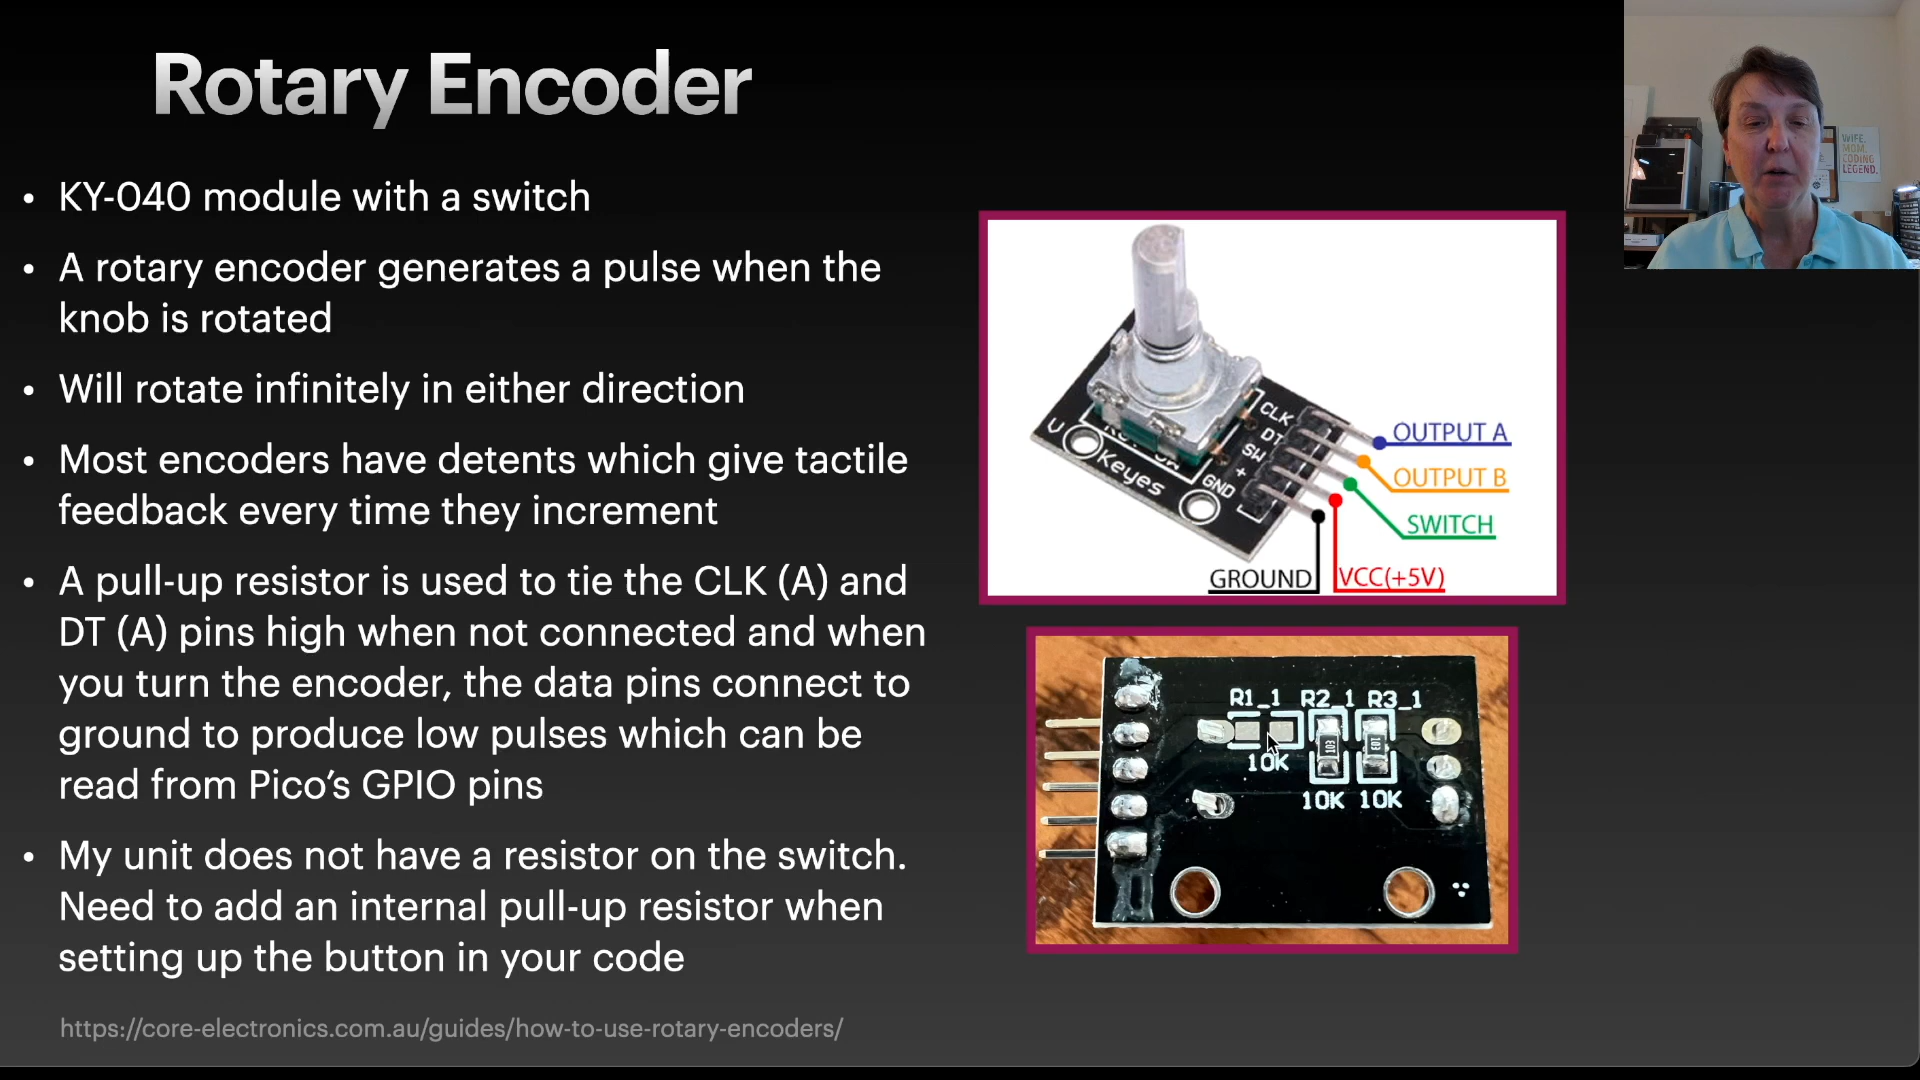 Rotary Encoder
• KY-040 module with a switch
• A rotary encoder generates a pulse when the
knob is rotated
• Will rotate infinitely in either direction
• Most encoders have detents which give tactile
feedback every time they increment
• A pull-up resistor is used to tie the CLK (A) and
DT (A) pins high when not connected and when
you turn the encoder, the data pins connect to
ground to produce low pulses which can be
read from Pico's GPIO pins
• My unit does not have a resistor on the switch.
Need to add an internal pull-up resistor when
setting up the button in your code
https://core-electronics.com.au/guides/how-to-use-rotary-encoders/
CLK
DT
SW
+
GND
Keyes
OUTPUT A
OUTPUT B
SWITCH
GROUND
VCC(+5V)
R1_1 R2_1 R3_1
103 103
10K
10K 10K
WIFE.
MOM.
CODING
LEGEND.